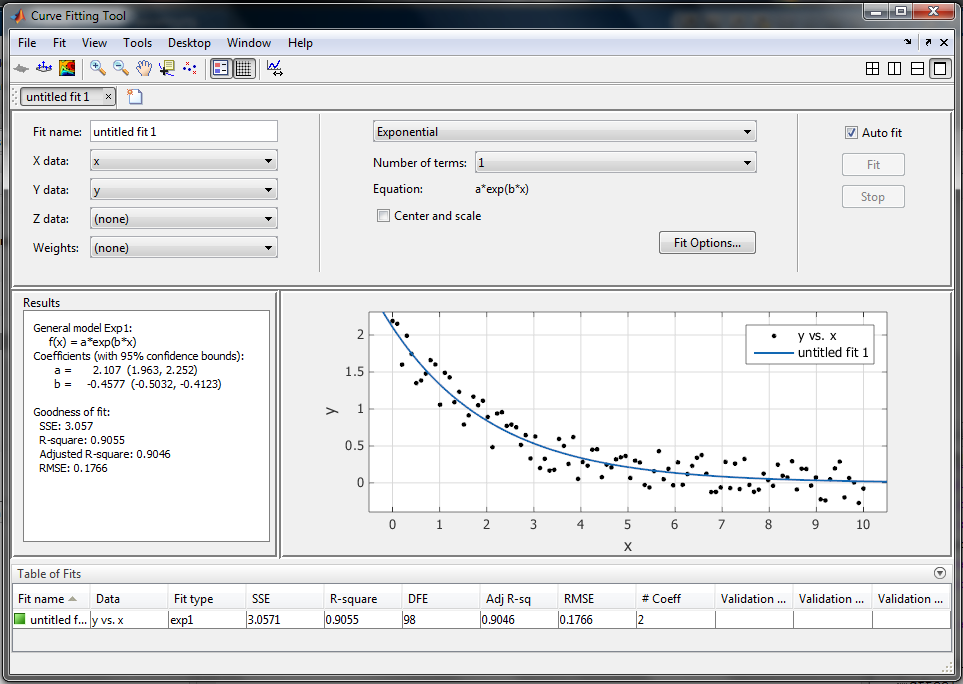 Curve Fitting Tool
File Fit View Tools Desktop Window Help
untitled fit 1
Fit name: untitled fit 1
X data: x
Y data: y
Z data: (none)
Weights: (none)
Exponential
Number of terms: 1
Equation: a*exp(b*x)
Center and scale
Fit Options...
Auto fit
Fit
Stop
Results
General model Exp1:
f(x) = a*exp(b*x)
Coefficients (with 95% confidence bounds):
a = 2.107 (1.963, 2.252)
b = -0.4577 (-0.5032, -0.4123)
Goodness of fit:
SSE: 3.057
R-square: 0.9055
Adjusted R-square: 0.9046
RMSE: 0.1766
y vs. x
untitled fit 1
2
1.5
1
0.5
0
y
0 1 2 3 4 5 6 7 8 9 10
x
Table of Fits
Fit name Data Fit type SSE R-square DFE Adj R-sq RMSE # Coeff Validation ... Validation ... Validation ...
untitled f... y vs. x exp1 3.0571 0.9055 98 0.9046 0.1766 2